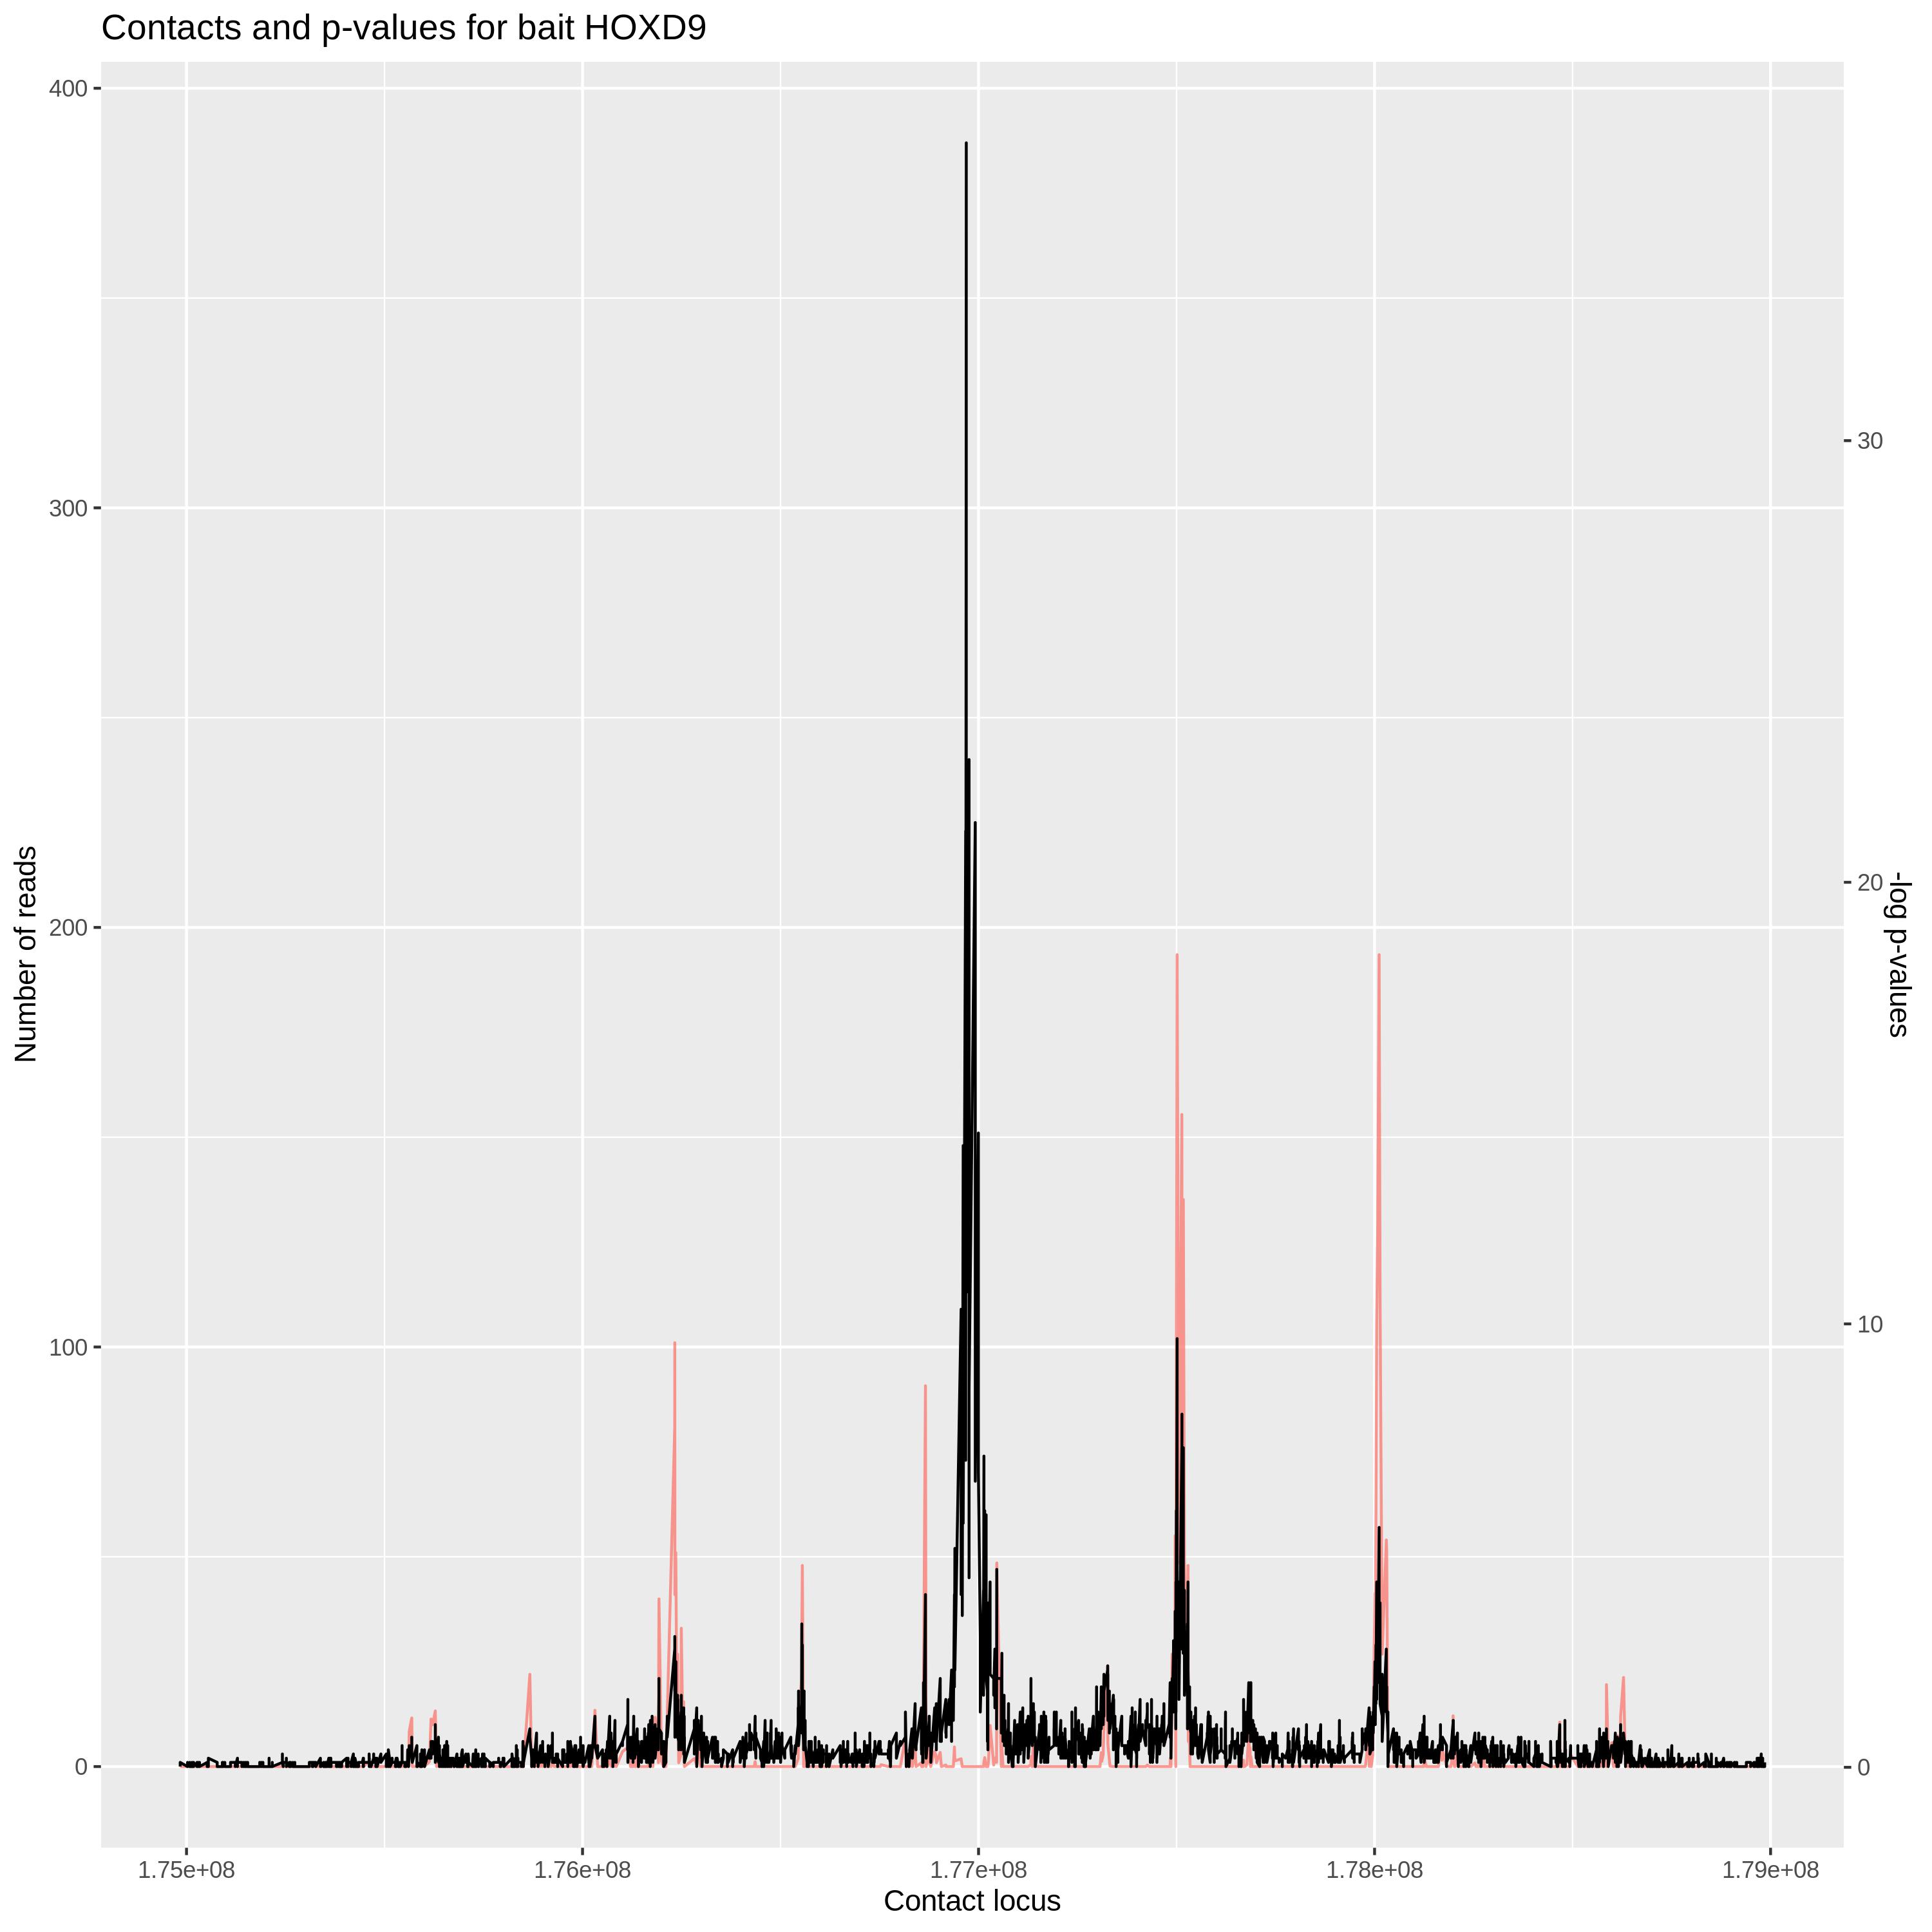 Contacts and p-values for bait HOXD9
400
300
200
100
0
Number of reads
30
20
10
0
-log p-values
1.75e+08
1.76e+08
1.77e+08
1.78e+08
1.79e+08
Contact locus